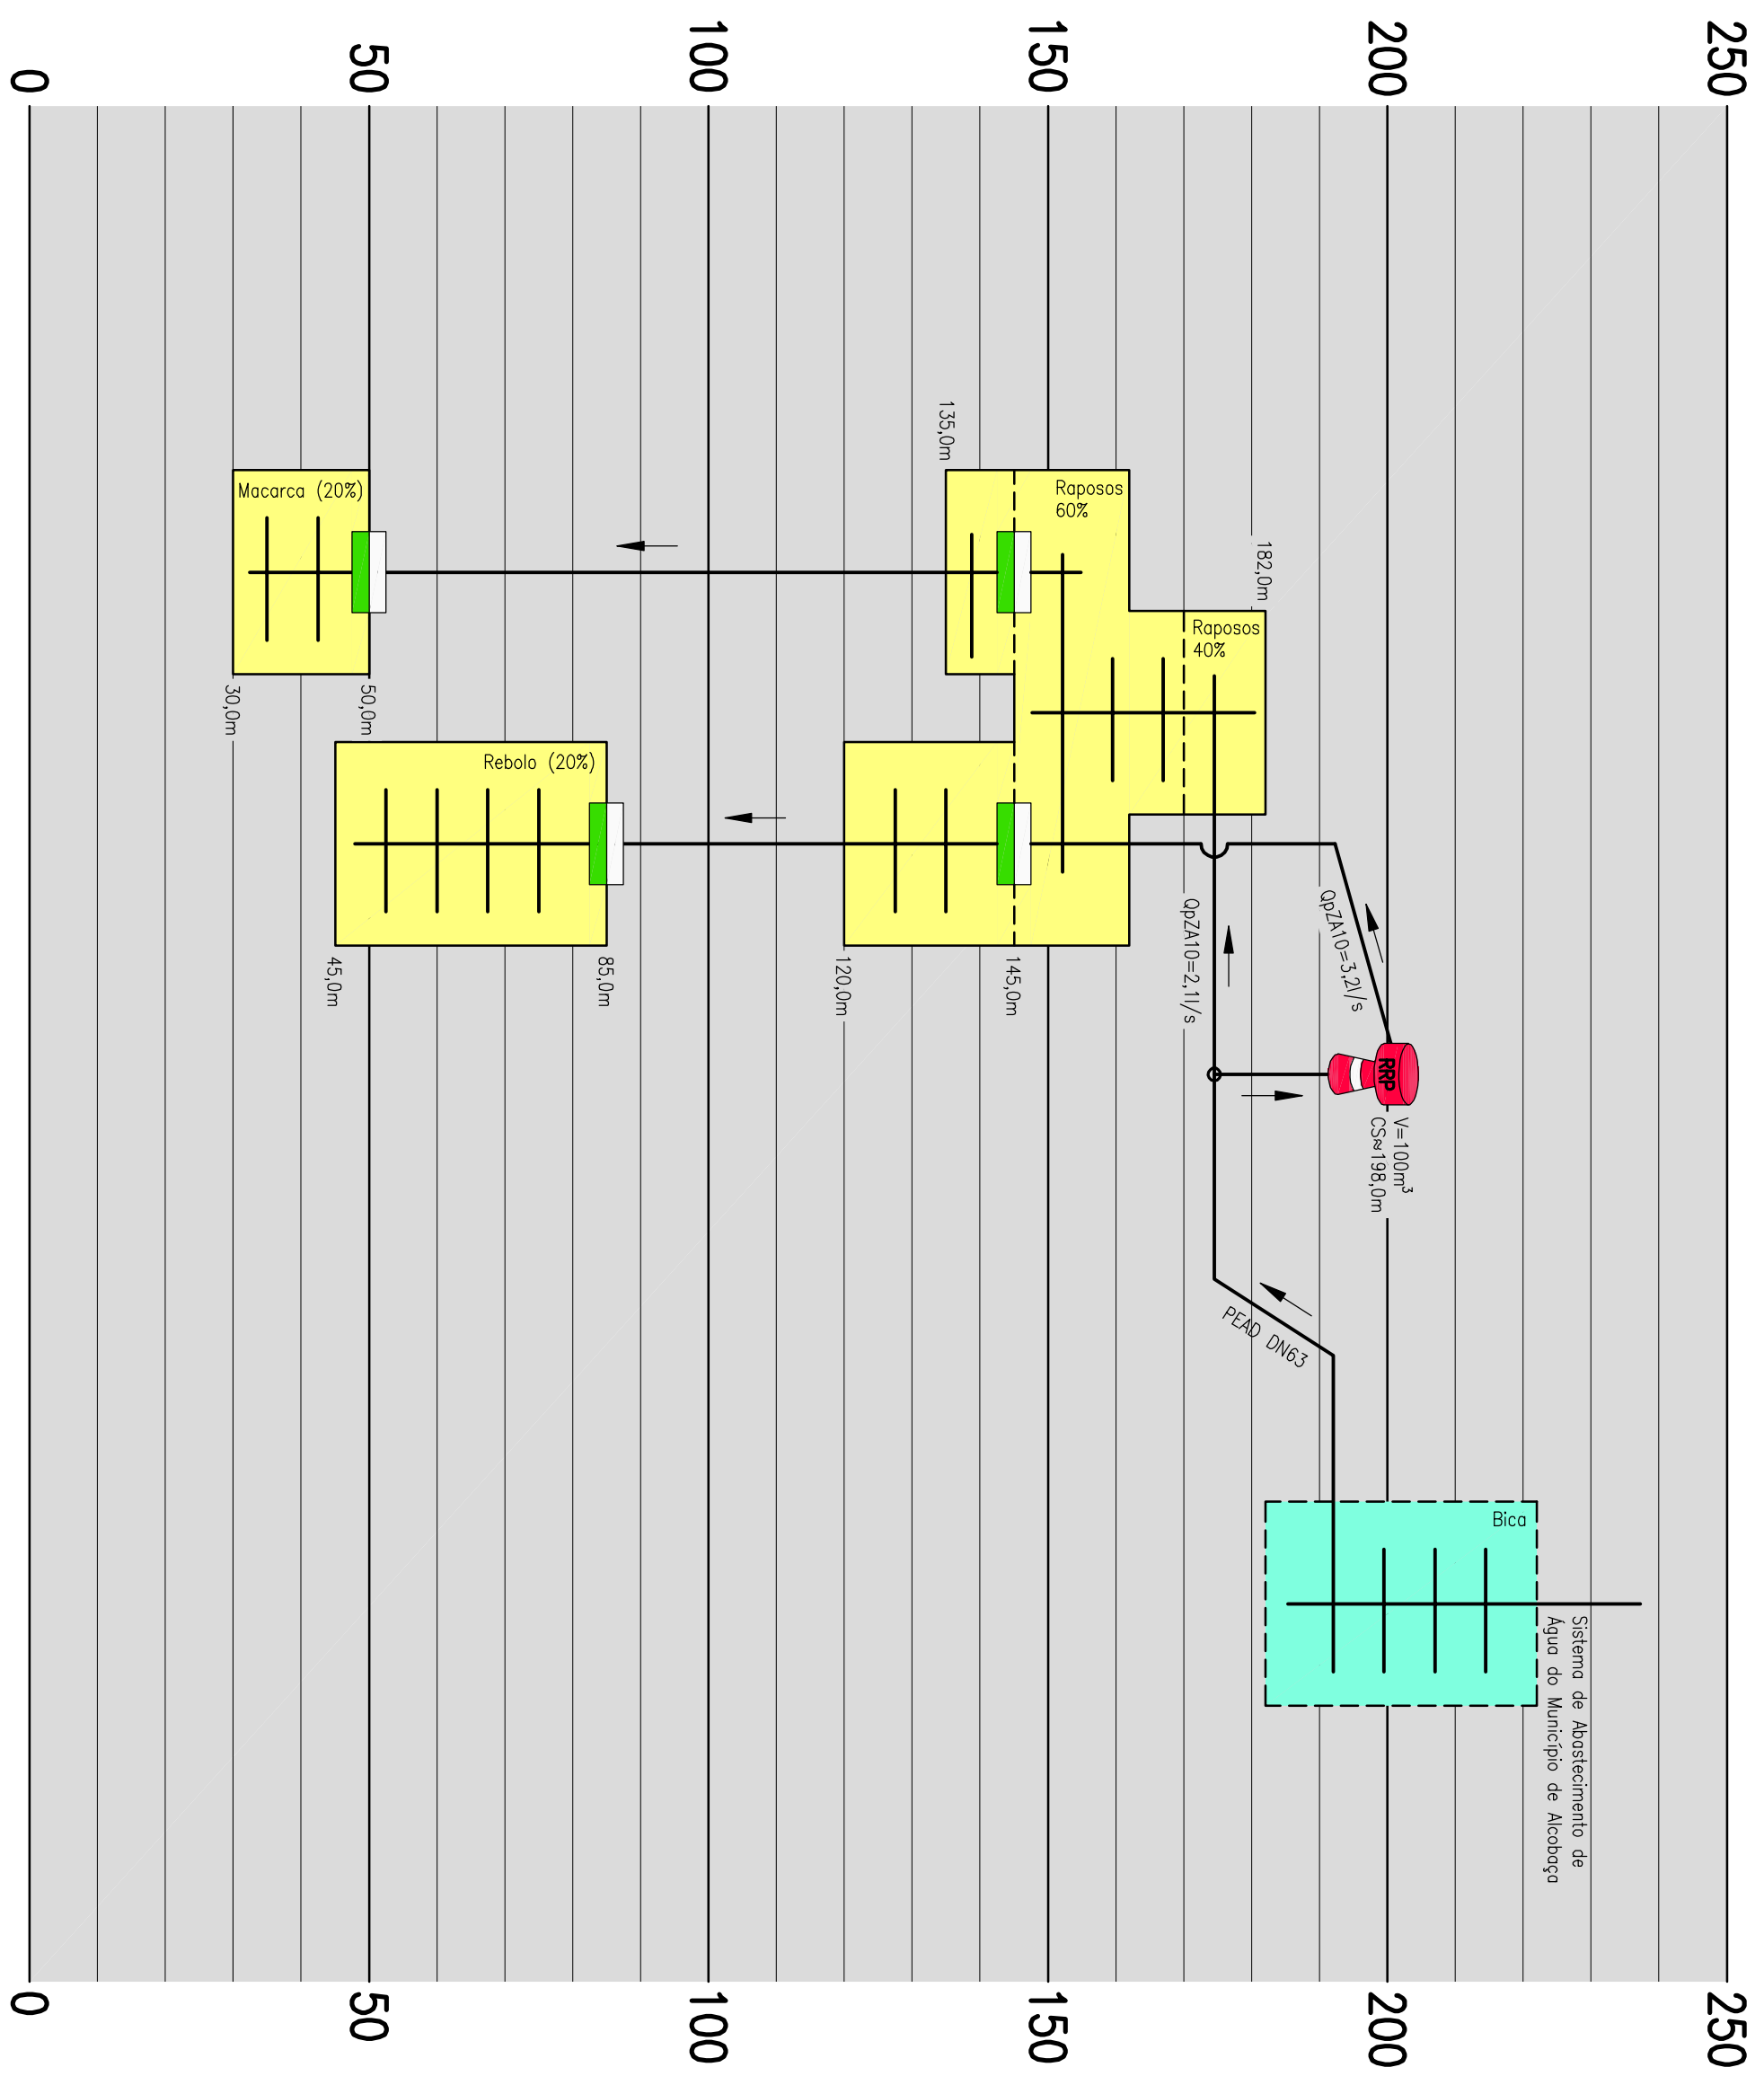 250
200
150
100
50
0
182,0m
135,0m
Raposos
40%
Raposos
60%
Macarca (20%)
30,0m
50,0m
Rebolo (20%)
45,0m
85,0m
120,0m
145,0m
QpZA10=2,1l/s
QpZA10=3,2l/s
RRP
V=100m³
CS≈198,0m
PEAD DN63
Bica
Sistema de Abastecimento de
Água do Município de Alcobaça
250
200
150
100
50
0